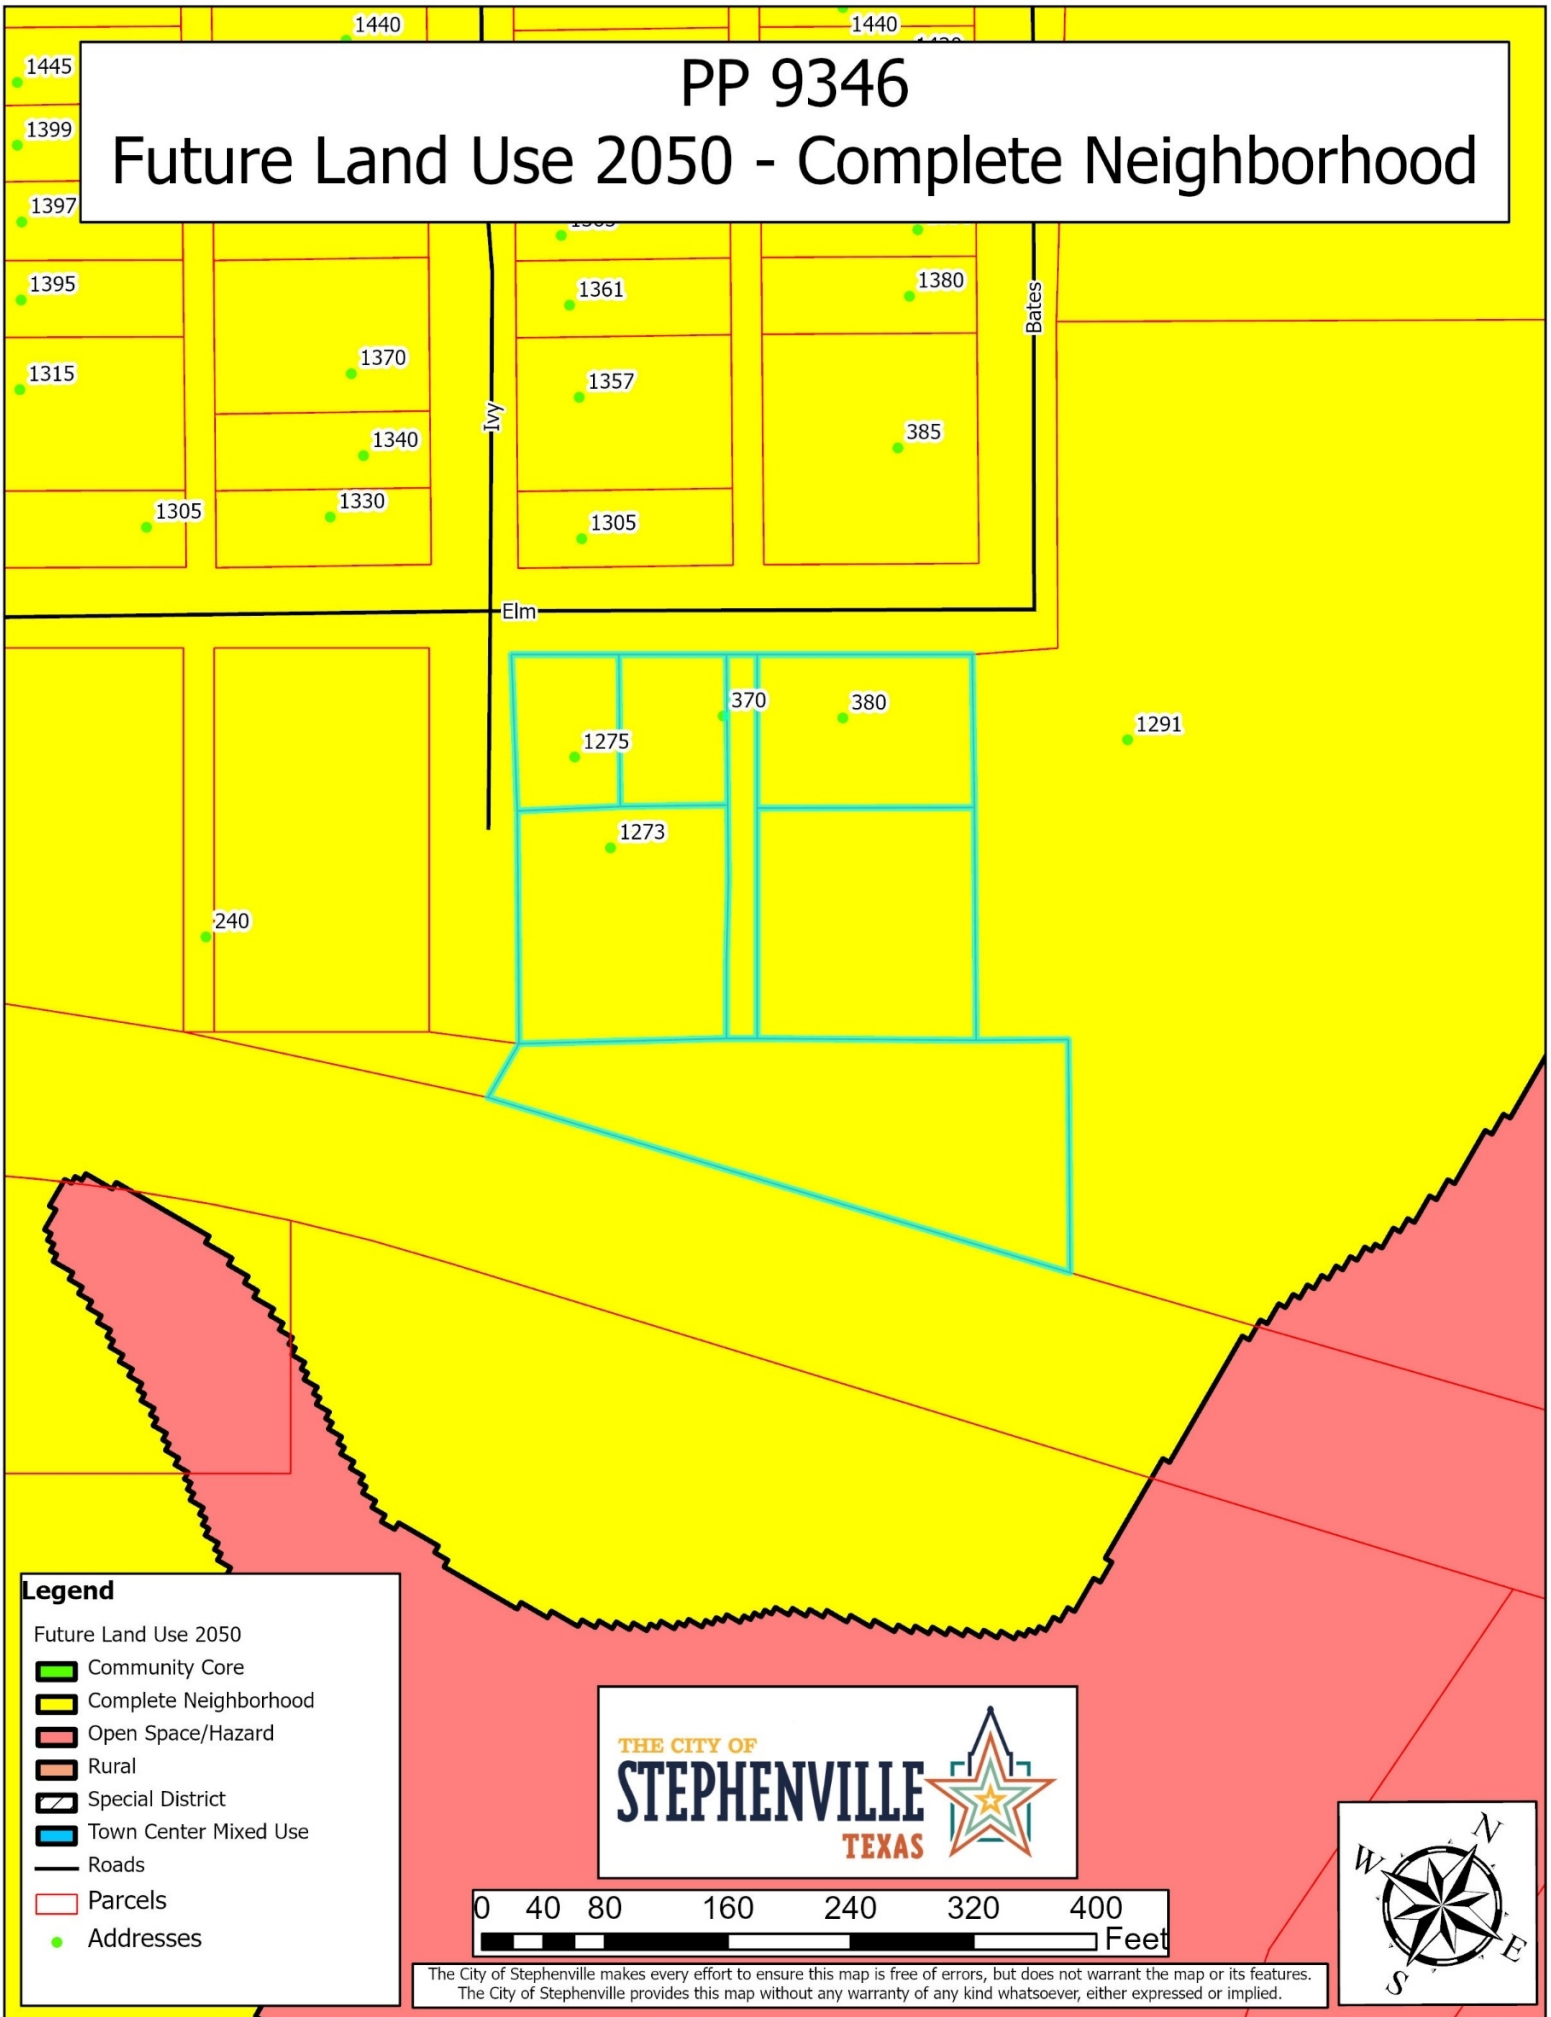 1440
1440
1445
PP 9346
Future Land Use 2050 - Complete Neighborhood
1399
1397
1395
1361
1380
Bates
1315
1370
1357
Ivy
1340
385
1305
1330
1305
Elm
370
380
1275
1291
1273
240
Legend
Future Land Use 2050
Community Core
Complete Neighborhood
Open Space/Hazard
Rural
Special District
Town Center Mixed Use
Roads
Parcels
Addresses
THE CITY OF
STEPHENVILLE
TEXAS
0 40 80 160 240 320 400
Feet
The City of Stephenville makes every effort to ensure this map is free of errors, but does not warrant the map or its features.
The City of Stephenville provides this map without any warranty of any kind whatsoever, either expressed or implied.
N
W
E
S